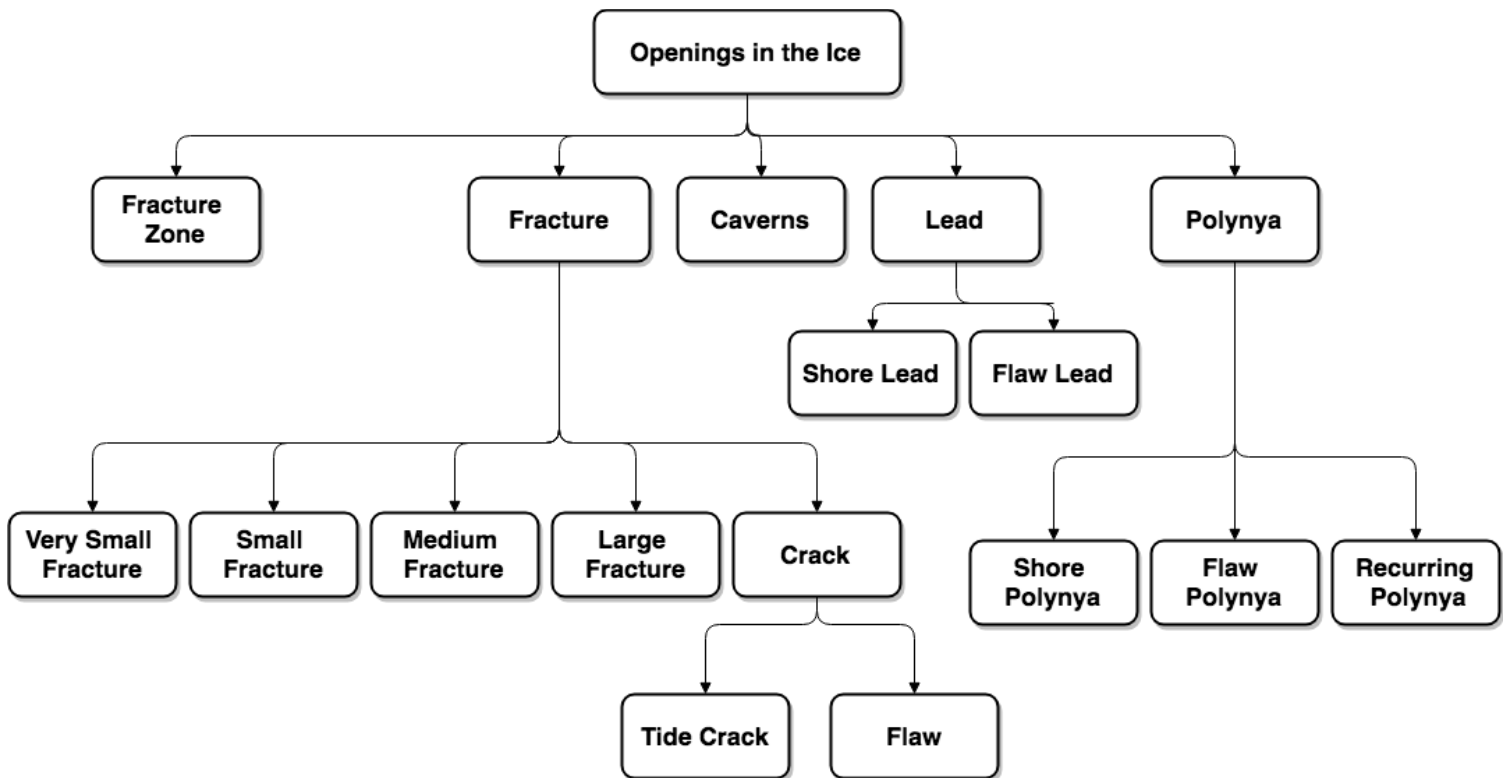 Openings in the Ice
Fracture
Zone
Fracture
Caverns
Lead
Polynya
Shore Lead
Flaw Lead
Very Small
Fracture
Small
Fracture
Medium
Fracture
Large
Fracture
Crack
Shore
Polynya
Flaw
Polynya
Recurring
Polynya
Tide Crack
Flaw